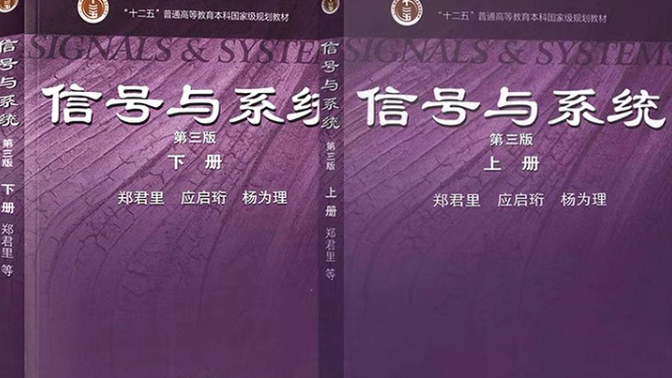 信号与系统
第三版
下册
郑君里 等
"十二五"普通高等教育本科国家级规划教材
SIGNALS & SYSTEMS
信号与系统
第三版
下 册
郑君里 应启珩 杨为理
信号与系统
第三版
上册
郑君里 等
"十二五"普通高等教育本科国家级规划教材
SIGNALS & SYSTEMS
信号与系统
第三版
上 册
郑君里 应启珩 杨为理